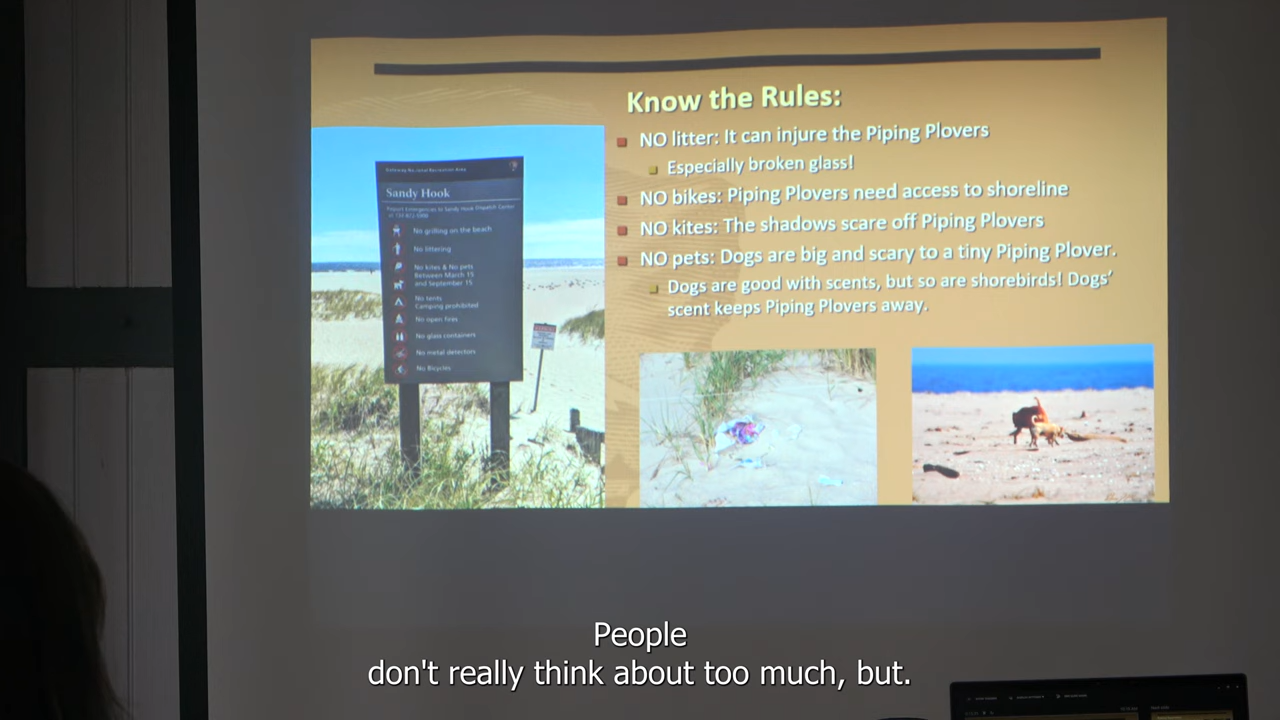 Know the Rules:
NO litter: It can injure the Piping Plovers
Especially broken glass!
NO bikes: Piping Plovers need access to shoreline
NO kites: The shadows scare off Piping Plovers
NO pets: Dogs are big and scary to a tiny Piping Plover.
Dogs are good with scents, but so are shorebirds! Dogs'
scent keeps Piping Plovers away.
Gateway National Recreation Area
Sandy Hook
No grilling on the beach
No littering
No kites & No pets
Between March 15
and September 15
No tents
Camping prohibited
No open fires
No glass containers
No metal detectors
No Bicycles
People
don't really think about too much, but.